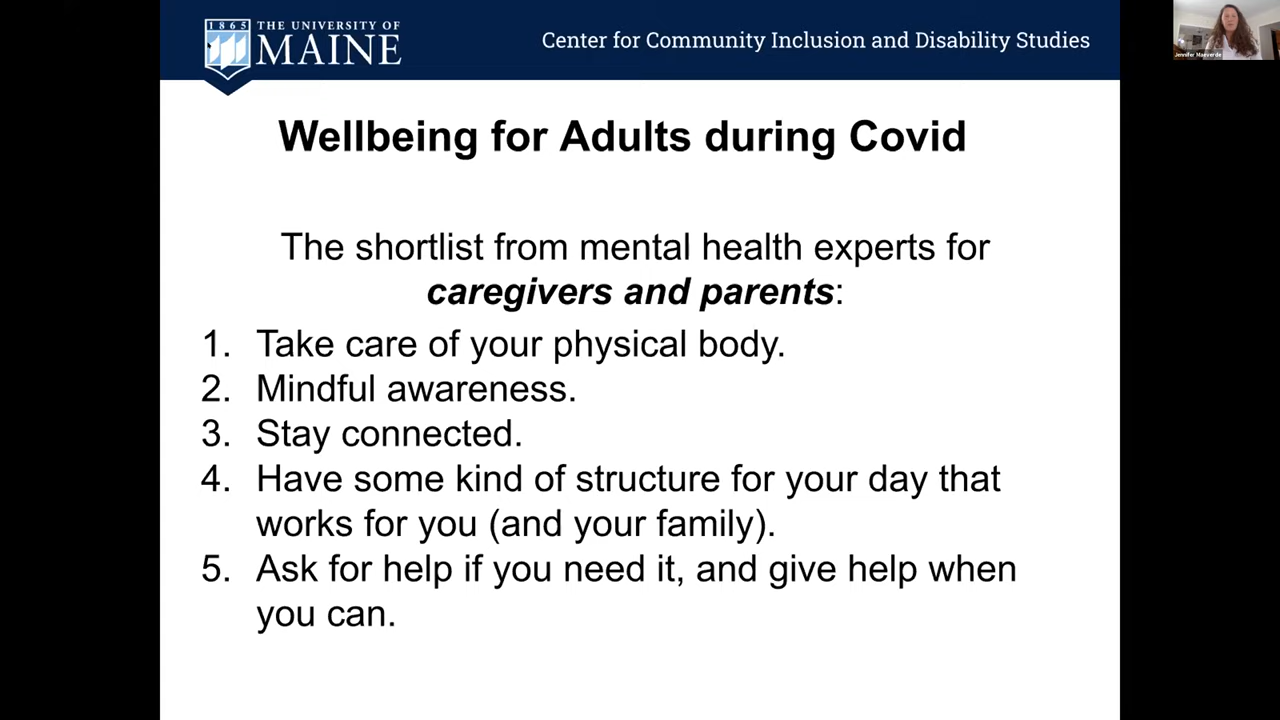 1865
THE UNIVERSITY OF
MAINE
Center for Community Inclusion and Disability Studies
Jennifer Maeverde
Wellbeing for Adults during Covid
The shortlist from mental health experts for
caregivers and parents:
1. Take care of your physical body.
2. Mindful awareness.
3. Stay connected.
4. Have some kind of structure for your day that
works for you (and your family).
5. Ask for help if you need it, and give help when
you can.